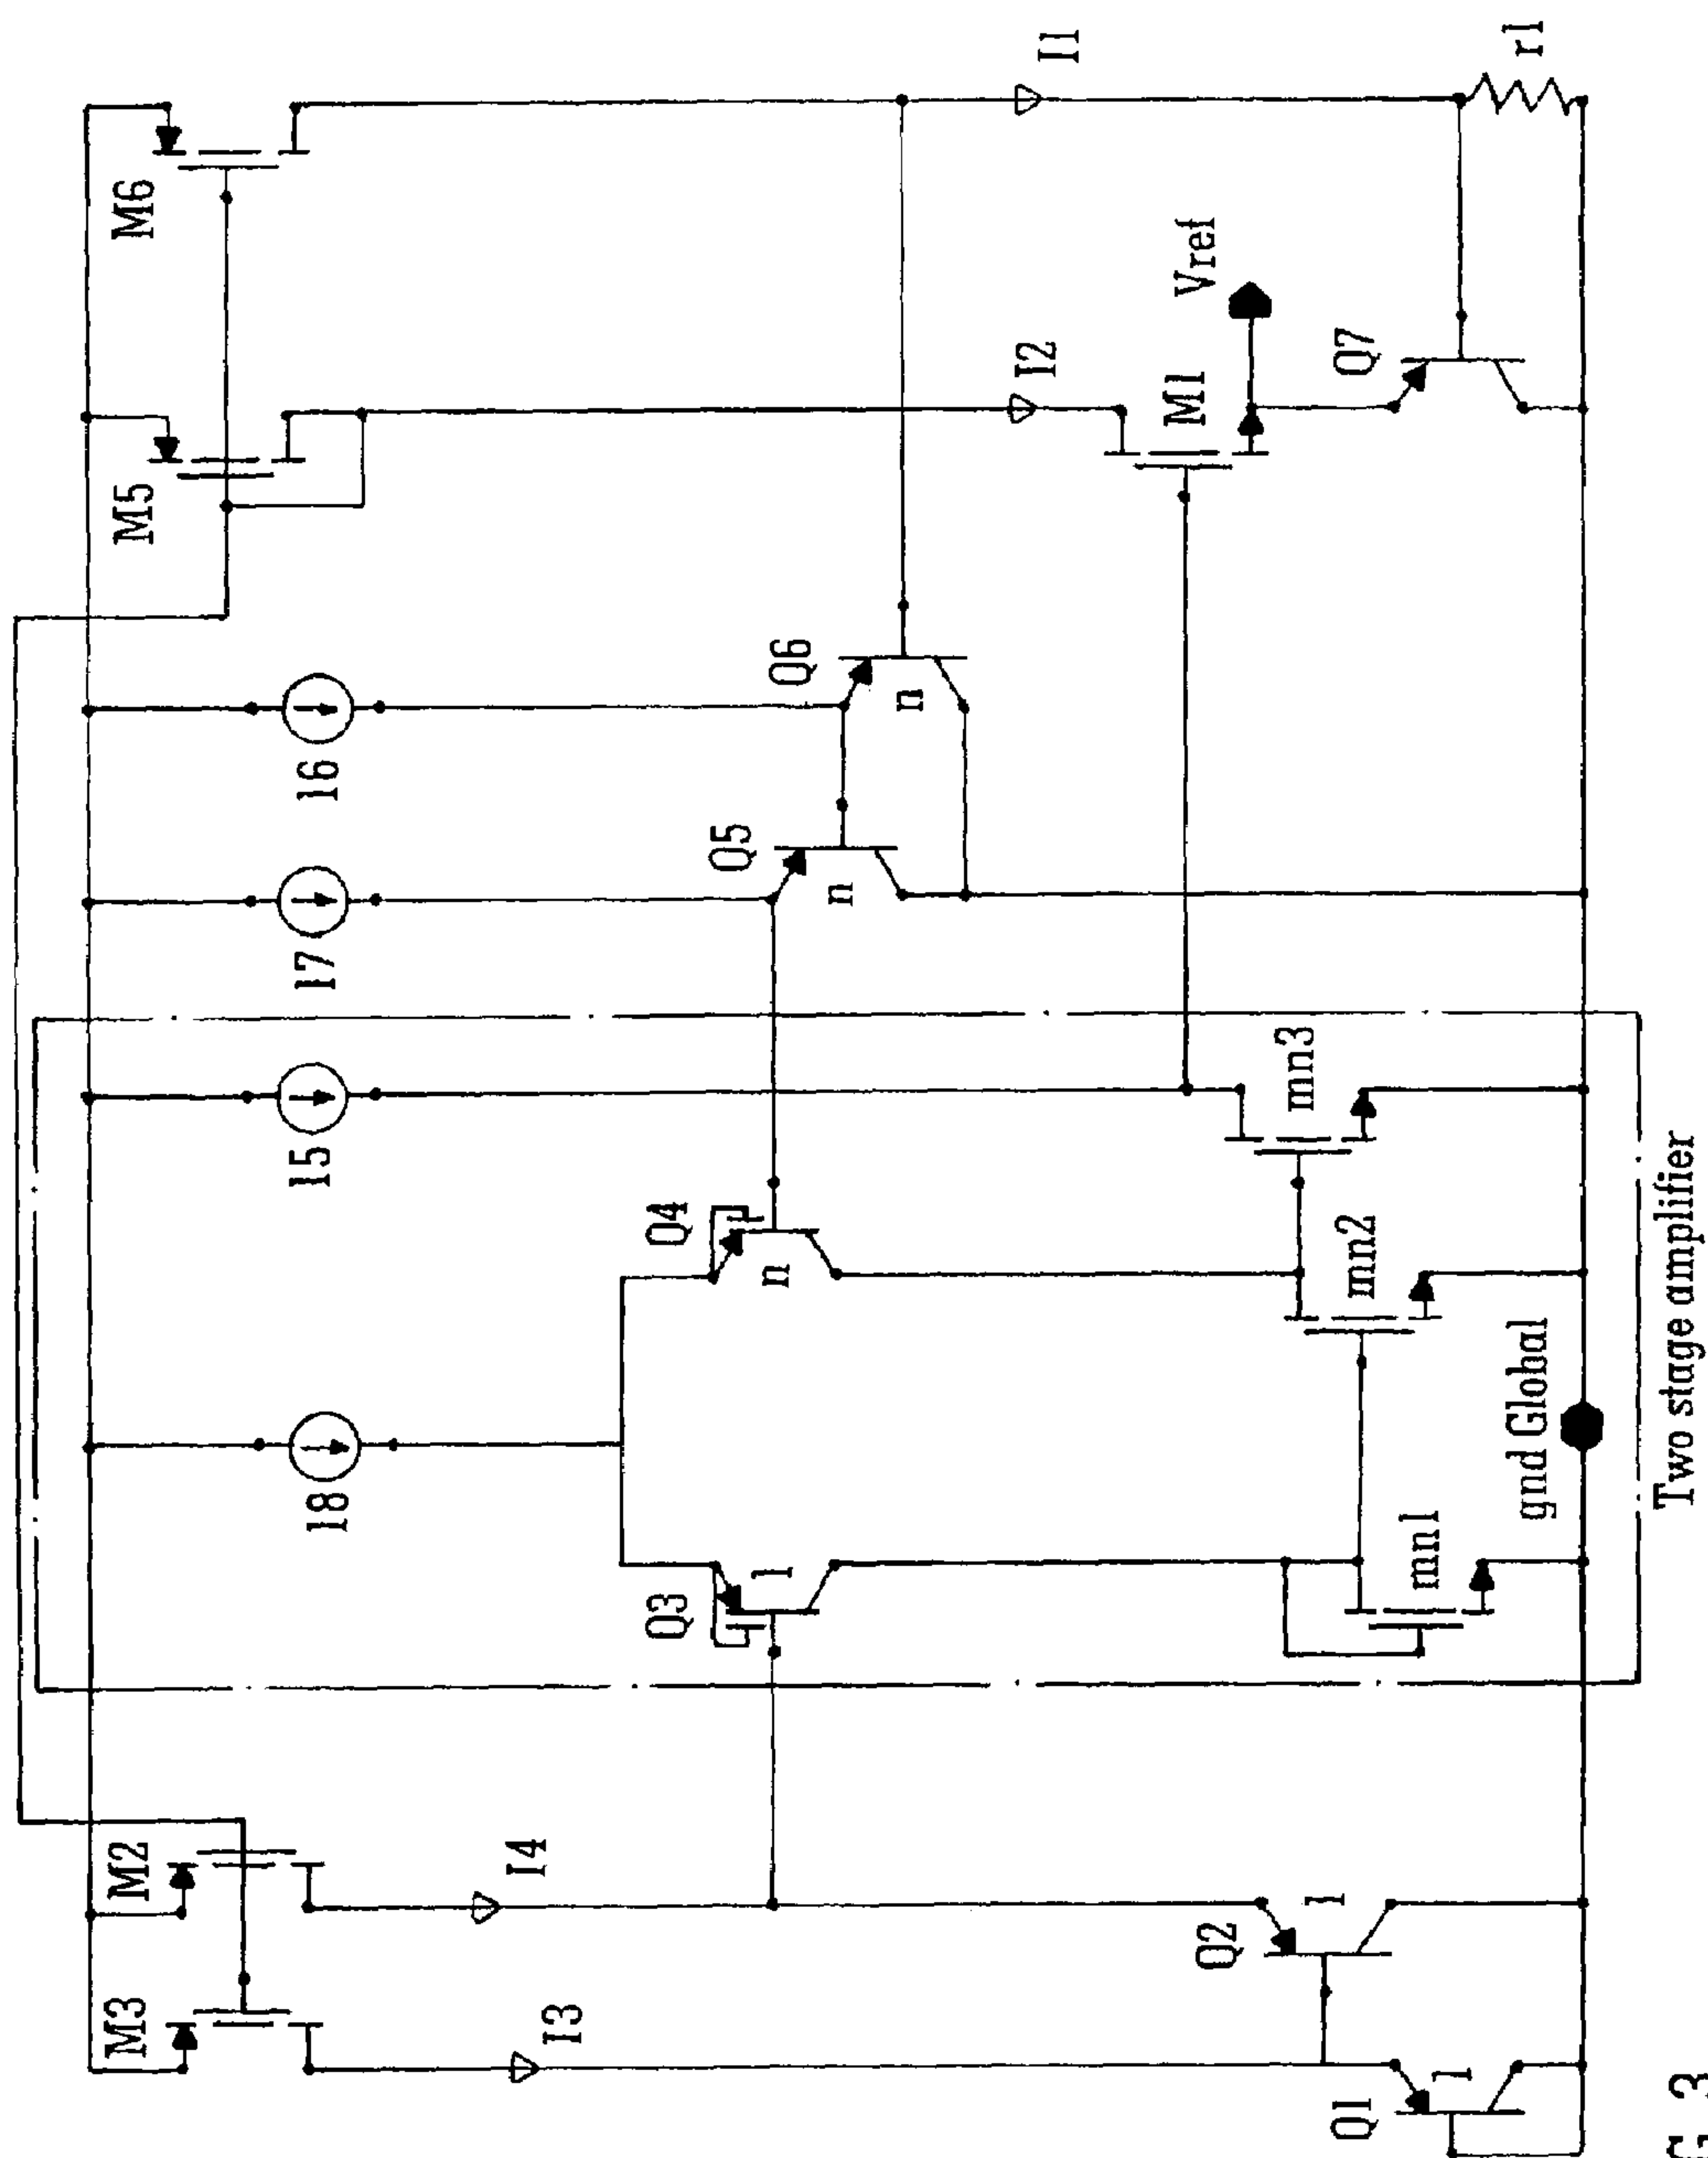 M3
M2
18
15
17
16
M5
M6
I3
I4
Q3
1
Q4
n
Q5
n
Q6
n
I2
I1
Q1
1
Q2
1
mn1
mn2
mn3
gnd Global
M1
Vref
Q7
r1
Two stage amplifier
G. 3